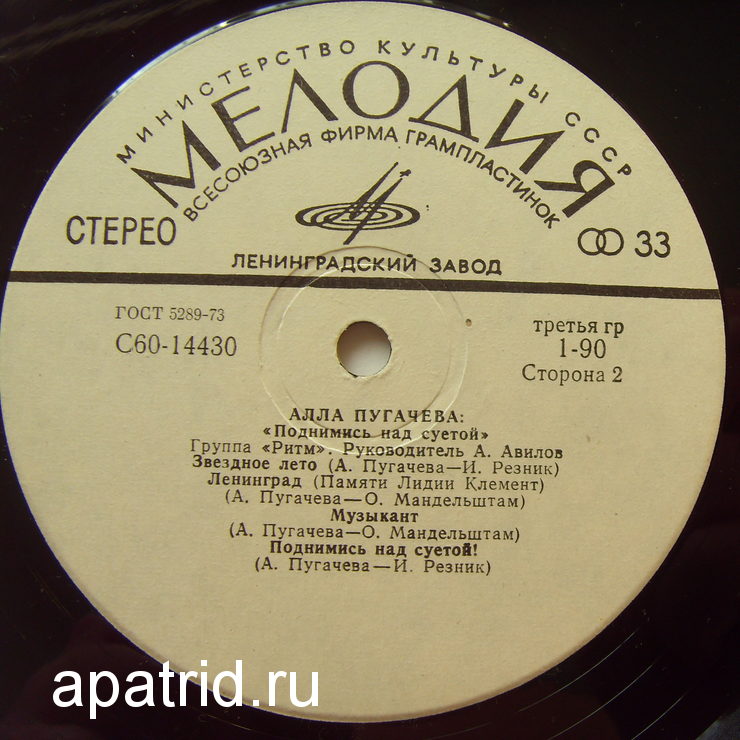 МИНИСТЕРСТВО КУЛЬТУРЫ СССР
МЕЛОДИЯ
ВСЕСОЮЗНАЯ ФИРМА ГРАМПЛАСТИНОК
СТЕРЕО
33
ЛЕНИНГРАДСКИЙ ЗАВОД
ГОСТ 5289-73
С60-14430
третья гр
1-90
Сторона 2
АЛЛА ПУГАЧЕВА:
«Поднимись над суетой»
Группа «Ритм». Руководитель А. Авилов
Звездное лето (А. Пугачева—И. Резник)
Ленинград (Памяти Лидии Клемент)
(А. Пугачева—О. Мандельштам)
Музыкант
(А. Пугачева—О. Мандельштам)
Поднимись над суетой!
(А. Пугачева—И. Резник)
apatrid.ru